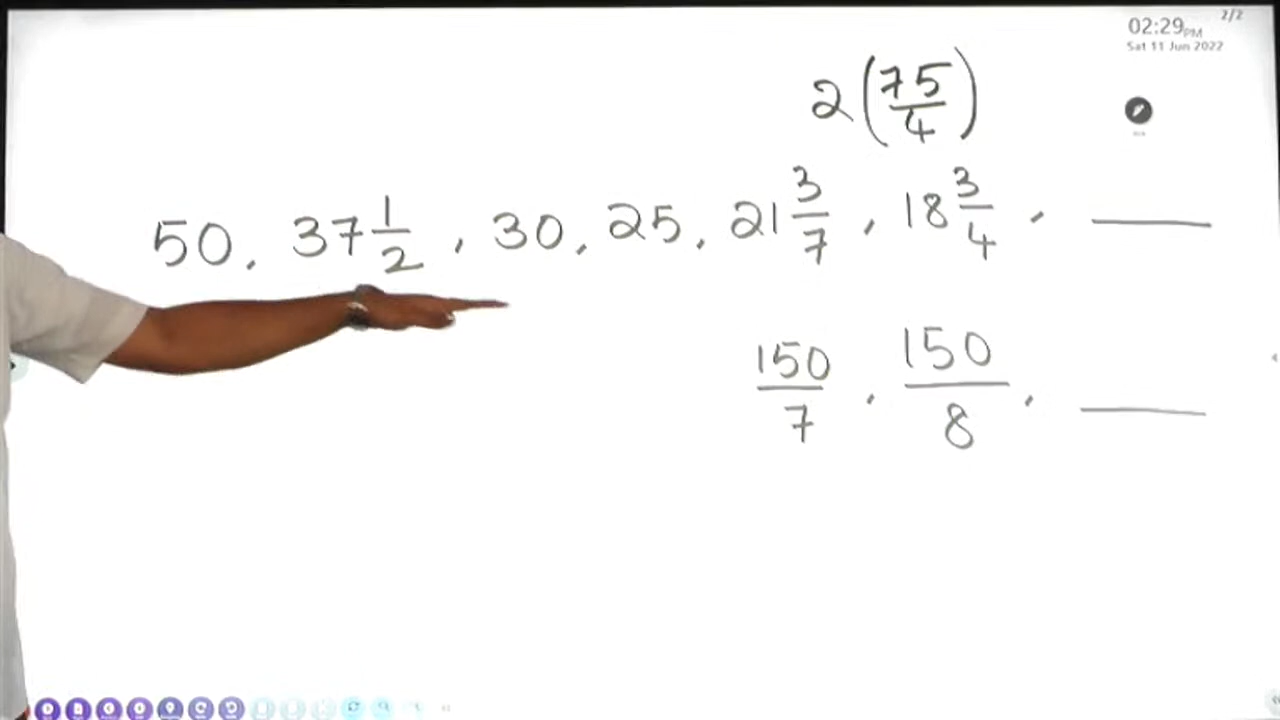 2/2
02:29PM
Sat 11 Jun 2022
2(75/4)
50, 37 1/2, 30, 25, 21 3/7, 18 3/4, ____
150/7, 150/8, ____